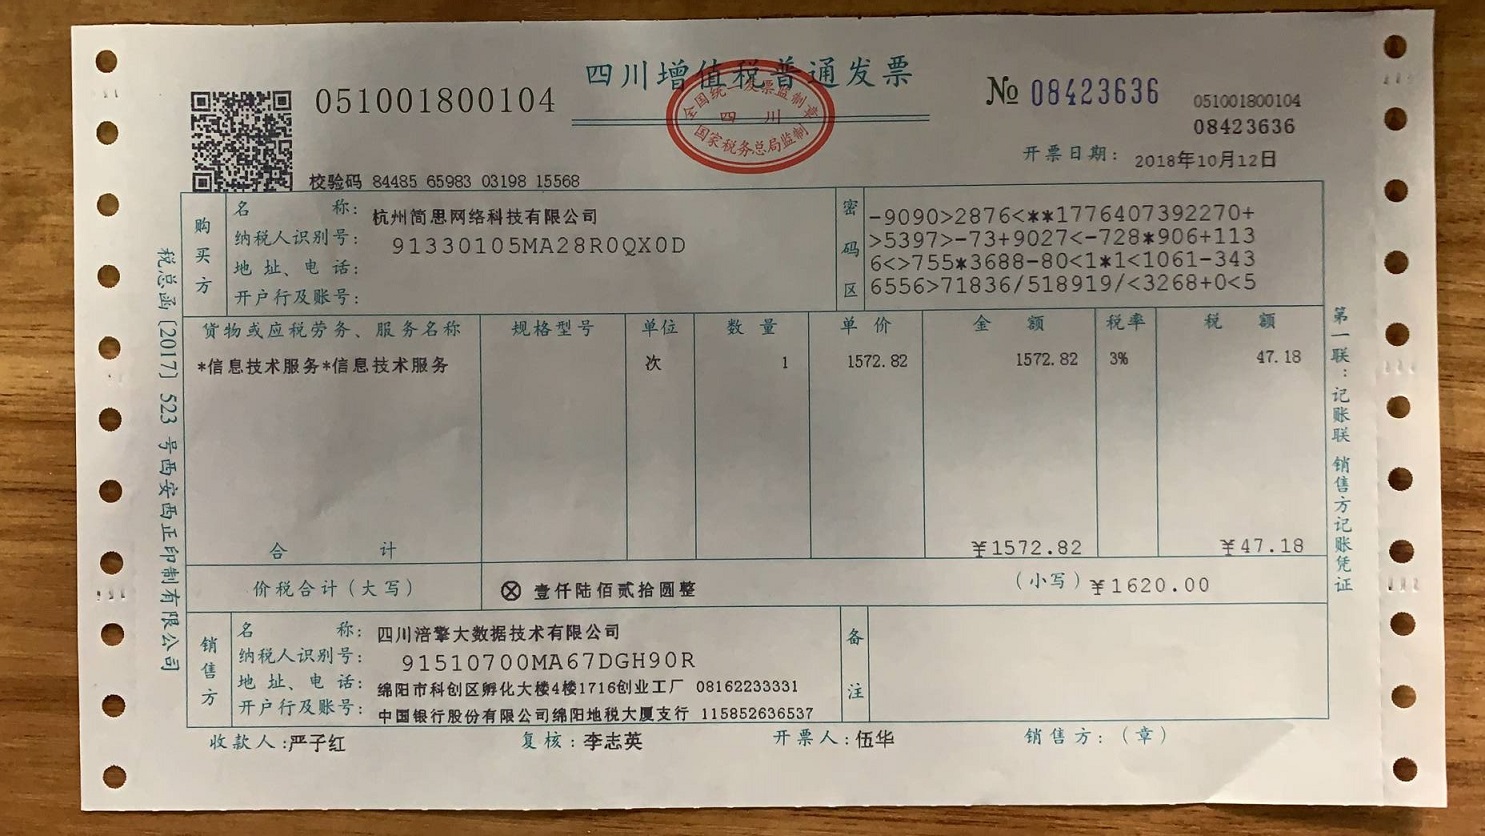 四川增值税普通发票
全国统一发票监制章
四川
国家税务总局监制
051001800104
No 08423636
051001800104
08423636
开票日期: 2018年10月12日
校验码 84485 65983 03198 15568
购买方
名称: 杭州简思网络科技有限公司
纳税人识别号: 91330105MA28R0QX0D
地址、电话:
开户行及账号:
密码区
-9090>2876<**1776407392270+
>5397>-73+9027<-728*906+113
6<>755*3688-80<1*1<1061-343
6556>71836/518919/<3268+0<5
货物或应税劳务、服务名称 规格型号 单位 数量 单价 金额 税率 税额
*信息技术服务*信息技术服务 次 1 1572.82 1572.82 3% 47.18
合计 ¥1572.82 ¥47.18
价税合计(大写) ⊗ 壹仟陆佰贰拾圆整 (小写) ¥1620.00
销售方
名称: 四川涪擎大数据技术有限公司
纳税人识别号: 91510700MA67DGH90R
地址、电话: 绵阳市科创区孵化大楼4楼1716创业工厂 08162233331
开户行及账号: 中国银行股份有限公司绵阳地税大厦支行 115852636537
备注
收款人:严子红 复核:李志英 开票人:伍华 销售方:(章)
税总函〔2017〕523号西安西正印制有限公司
第一联:记账联 销售方记账凭证